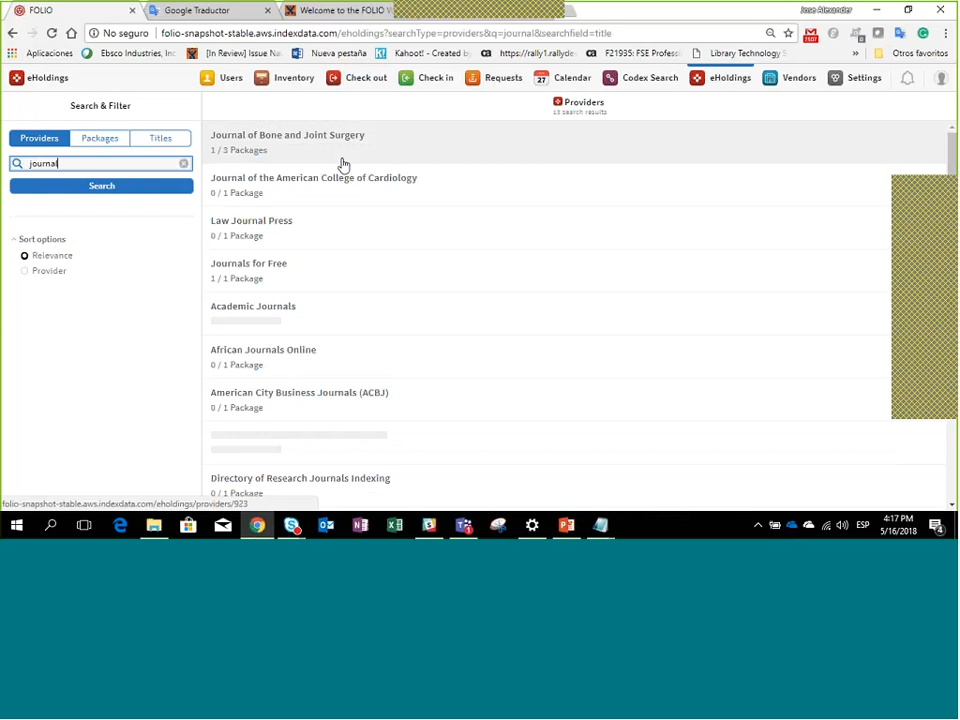 FOLIO
Google Traductor
Welcome to the FOLIO
Jose Alexander
No seguro
folio-snapshot-stable.aws.indexdata.com/eholdings?searchType=providers&q=journal&searchfield=title
Aplicaciones
Ebsco Industries, Inc
[In Review] Issue Na
Nueva pestaña
Kahoot! - Created b
https://rally1.rallyde
F21935: FSE Profes
Library Technology S
»
Otros favoritos
eHoldings
Users
Inventory
Check out
Check in
Requests
27
Calendar
Codex Search
eHoldings
Vendors
Settings
Search & Filter
Providers
13 search results
Providers
Packages
Titles
journal
Search
Sort options
Relevance
Provider
Journal of Bone and Joint Surgery
1 / 3 Packages
Journal of the American College of Cardiology
0 / 1 Package
Law Journal Press
0 / 1 Package
Journals for Free
1 / 1 Package
Academic Journals
African Journals Online
0 / 1 Package
American City Business Journals (ACBJ)
0 / 1 Package
Directory of Research Journals Indexing
0 / 1 Package
folio-snapshot-stable.aws.indexdata.com/eholdings/providers/923
ESP
4:17 PM
5/16/2018
4